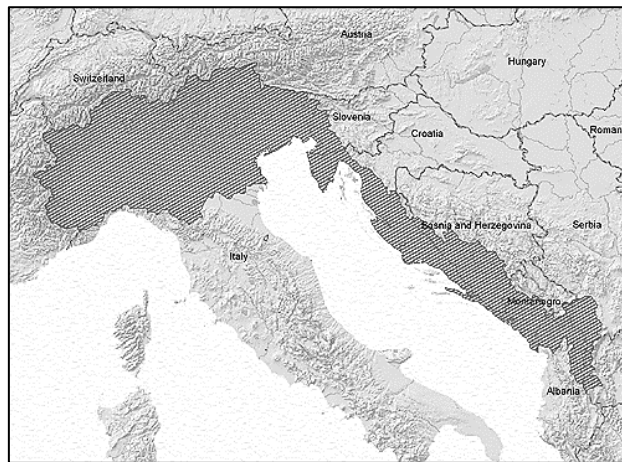 Austria
Hungary
Switzerland
Slovenia
Croatia
Roman
Bosnia and Herzegovina
Serbia
Italy
Montenegro
Albania